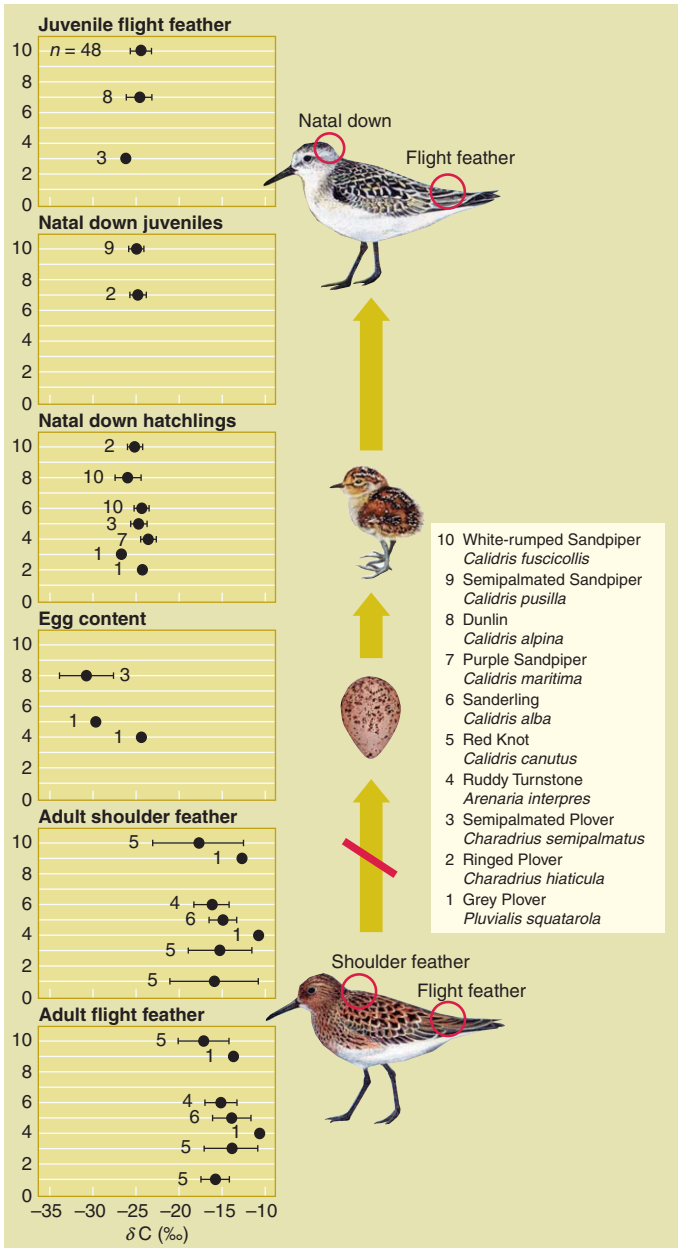 Juvenile flight feather
10
n = 48
8
8
6
4
3
2
0
Natal down
Flight feather
Natal down juveniles
10
9
8
2
6
4
2
0
Natal down hatchlings
10
2
8
10
6
10
3
4
7
1
2
1
0
Egg content
8
3
6
1
4
1
2
0
10 White-rumped Sandpiper
Calidris fuscicollis
9 Semipalmated Sandpiper
Calidris pusilla
8 Dunlin
Calidris alpina
7 Purple Sandpiper
Calidris maritima
6 Sanderling
Calidris alba
5 Red Knot
Calidris canutus
4 Ruddy Turnstone
Arenaria interpres
3 Semipalmated Plover
Charadrius semipalmatus
2 Ringed Plover
Charadrius hiaticula
1 Grey Plover
Pluvialis squatarola
Adult shoulder feather
10
5
1
8
6
4
6
4
1
5
2
5
0
Shoulder feather
Flight feather
Adult flight feather
10
5
1
8
6
4
6
4
1
5
2
5
0
–35 –30 –25 –20 –15 –10
δ C (‰)